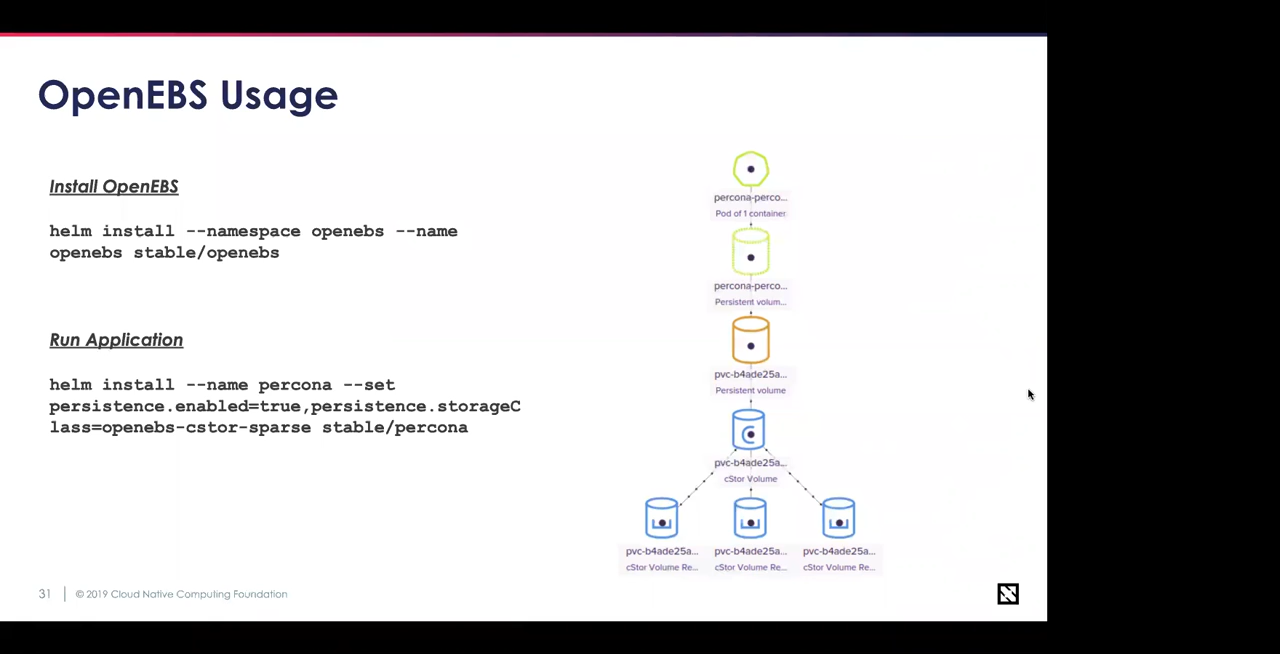 OpenEBS Usage
Install OpenEBS
helm install --namespace openebs --name
openebs stable/openebs
Run Application
helm install --name percona --set
persistence.enabled=true,persistence.storageC
lass=openebs-cstor-sparse stable/percona
percona-perco...
Pod of 1 container
percona-perco...
Persistent volum...
pvc-b4ade25a...
Persistent volume
pvc-b4ade25a...
cStor Volume
pvc-b4ade25a... pvc-b4ade25a... pvc-b4ade25a...
cStor Volume Re... cStor Volume Re... cStor Volume Re...
31 © 2019 Cloud Native Computing Foundation